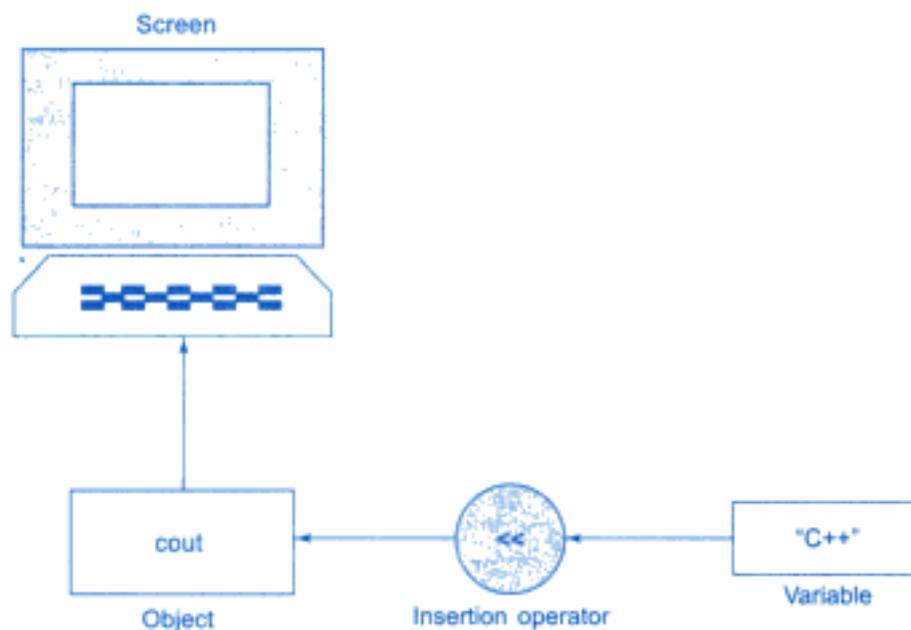 Screen
cout
<<
"C++"
Object
Insertion operator
Variable